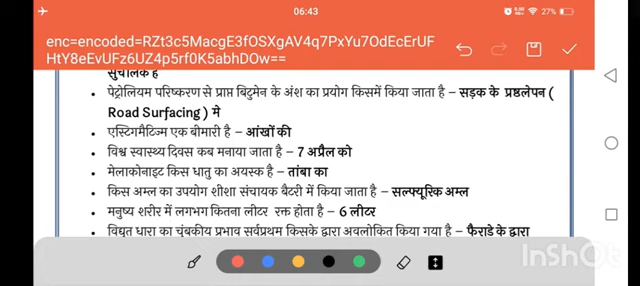 06:43
27%
enc=encoded=RZt3c5MacgE3fOSXgAV4q7PxYu7OdEcErUF
HtY8eEvUFz6UZ4p5rf0K5abhDOw==
सुचालक है
• पेट्रोलियम परिष्करण से प्राप्त बिटुमेन के अंश का प्रयोग किसमें किया जाता है – सड़क के प्रष्ठलेपन (
Road Surfacing ) मे
• एस्टिगमैटिज्म एक बीमारी है – आंखों की
• विश्व स्वास्थ्य दिवस कब मनाया जाता है – 7 अप्रैल को
• मेलाकोनाइट किस धातु का अयस्क है – तांबा का
• किस अम्ल का उपयोग शीशा संचायक बैटरी में किया जाता है – सल्फ्यूरिक अम्ल
• मनुष्य शरीर में लगभग कितना लीटर रक्त होता है – 6 लीटर
• विद्युत धारा का चुंबकीय प्रभाव सर्वप्रथम किसके द्वारा अवलोकित किया गया है – फैराडे के द्वारा
InShOt